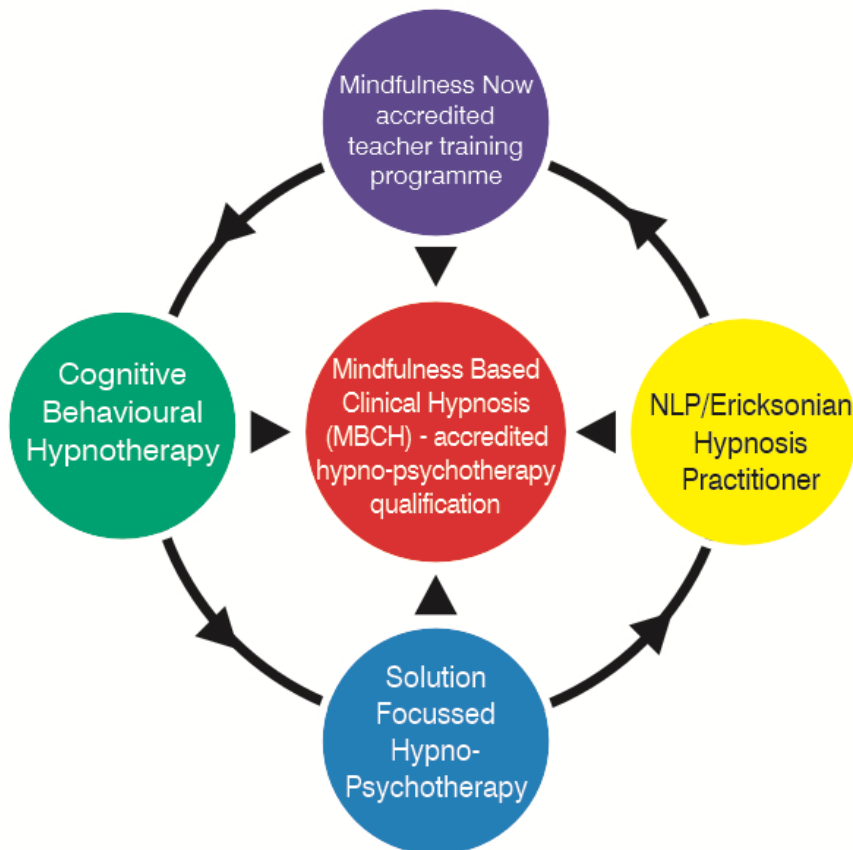 Mindfulness Now
accredited
teacher training
programme
Cognitive
Behavioural
Hypnotherapy
Mindfulness Based
Clinical Hypnosis
(MBCH) - accredited
hypno-psychotherapy
qualification
NLP/Ericksonian
Hypnosis
Practitioner
Solution
Focussed
Hypno-
Psychotherapy